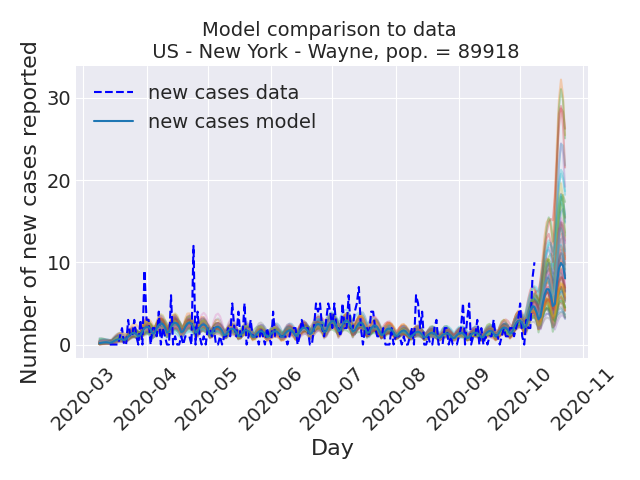 Model comparison to data
US - New York - Wayne, pop. = 89918
Number of new cases reported
30
20
10
0
new cases data
new cases model
2020-03
2020-04
2020-05
2020-06
2020-07
2020-08
2020-09
2020-10
2020-11
Day